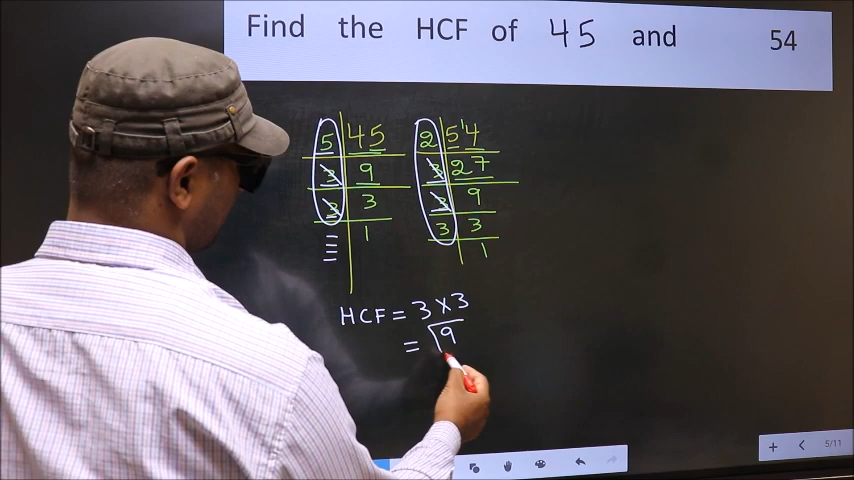 Find the HCF of 45 and 54
5 45 2 5¹4
3 9 3 27
3 3 3 9
1 3 3
1
HCF = 3 × 3
= 9
+ < 5/11